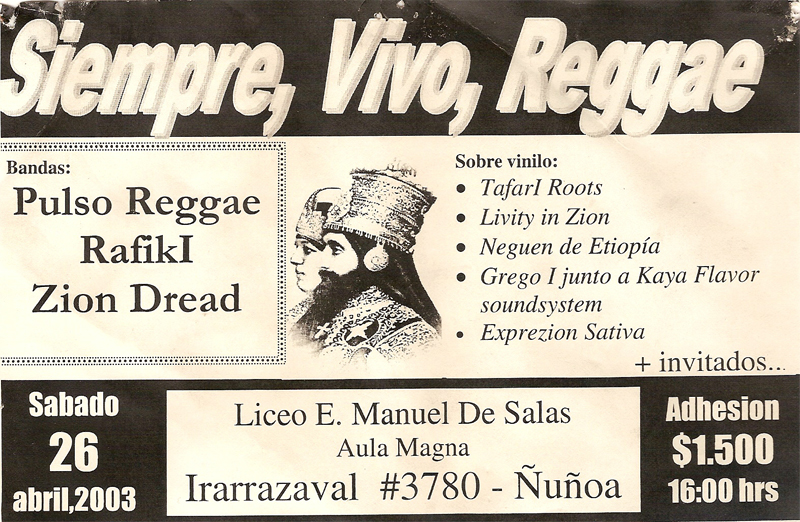 Siempre, Vivo, Reggae
Bandas:
Pulso Reggae
RafikI
Zion Dread
Sobre vinilo:
• TafarI Roots
• Livity in Zion
• Neguen de Etiopía
• Grego I junto a Kaya Flavor
soundsystem
• Exprezion Sativa
+ invitados...
Sabado
26
abril,2003
Liceo E. Manuel De Salas
Aula Magna
Irarrazaval #3780 - Ñuñoa
Adhesion
$1.500
16:00 hrs